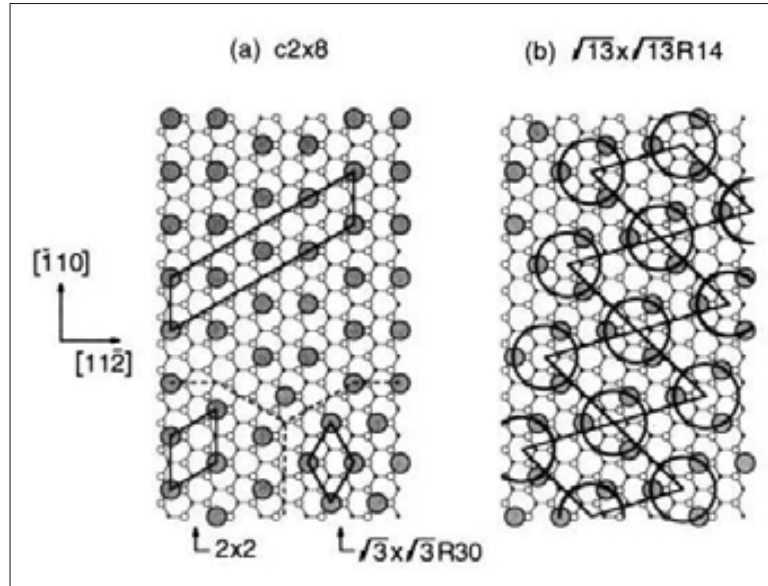 (a) c2x8
(b) √13x√13R14
[1̄10]
[112̄]
2x2
√3x√3R30